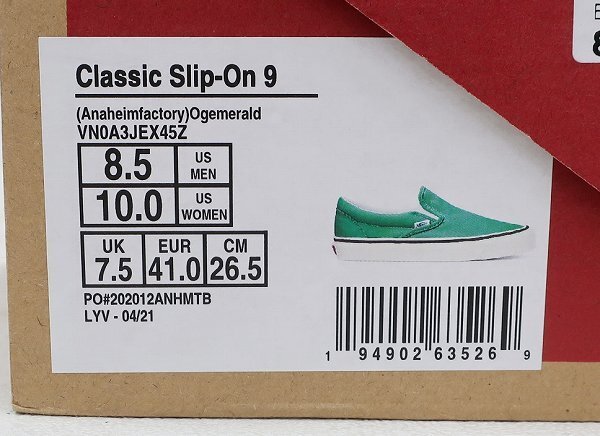 Classic Slip-On 9
(Anaheimfactory)Ogemerald
VN0A3JEX45Z
8.5 US MEN
10.0 US WOMEN
UK 7.5
EUR 41.0
CM 26.5
PO#202012ANHMTB
LYV - 04/21
1 94902 63526 9